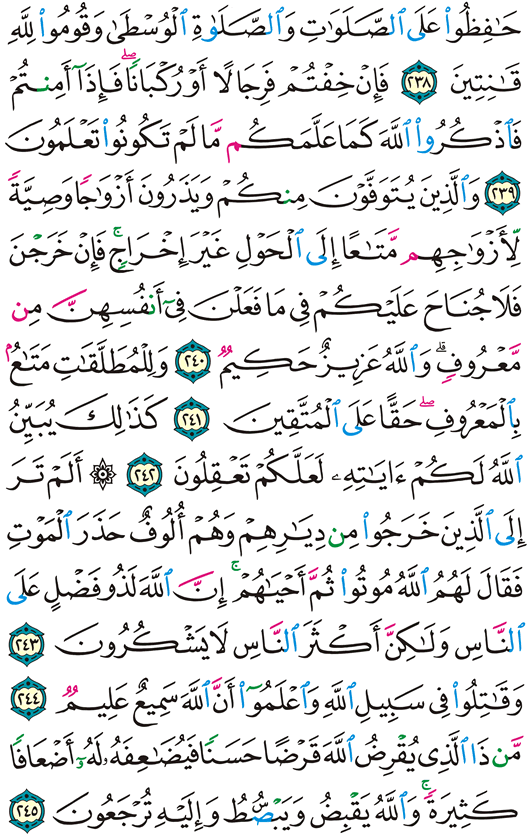 حَٰفِظُوا۟ عَلَى ٱلصَّلَوَٰتِ وَٱلصَّلَوٰةِ ٱلْوُسْطَىٰ وَقُومُوا۟ لِلَّهِ
قَٰنِتِينَ ٢٣٨ فَإِنْ خِفْتُمْ فَرِجَالًا أَوْ رُكْبَانًا ۖ فَإِذَآ أَمِنتُمْ
فَٱذْكُرُوا۟ ٱللَّهَ كَمَا عَلَّمَكُم مَّا لَمْ تَكُونُوا۟ تَعْلَمُونَ
٢٣٩ وَٱلَّذِينَ يُتَوَفَّوْنَ مِنكُمْ وَيَذَرُونَ أَزْوَٰجًا وَصِيَّةً
لِّأَزْوَٰجِهِم مَّتَٰعًا إِلَى ٱلْحَوْلِ غَيْرَ إِخْرَاجٍ ۚ فَإِنْ خَرَجْنَ
فَلَا جُنَاحَ عَلَيْكُمْ فِى مَا فَعَلْنَ فِىٓ أَنفُسِهِنَّ مِن
مَّعْرُوفٍ ۗ وَٱللَّهُ عَزِيزٌ حَكِيمٌ ٢٤٠ وَلِلْمُطَلَّقَٰتِ مَتَٰعٌۢ
بِٱلْمَعْرُوفِ ۖ حَقًّا عَلَى ٱلْمُتَّقِينَ ٢٤١ كَذَٰلِكَ يُبَيِّنُ
ٱللَّهُ لَكُمْ ءَايَٰتِهِۦ لَعَلَّكُمْ تَعْقِلُونَ ٢٤٢ ۞ أَلَمْ تَرَ
إِلَى ٱلَّذِينَ خَرَجُوا۟ مِن دِيَٰرِهِمْ وَهُمْ أُلُوفٌ حَذَرَ ٱلْمَوْتِ
فَقَالَ لَهُمُ ٱللَّهُ مُوتُوا۟ ثُمَّ أَحْيَٰهُمْ ۚ إِنَّ ٱللَّهَ لَذُو فَضْلٍ عَلَى
ٱلنَّاسِ وَلَٰكِنَّ أَكْثَرَ ٱلنَّاسِ لَا يَشْكُرُونَ ٢٤٣
وَقَٰتِلُوا۟ فِى سَبِيلِ ٱللَّهِ وَٱعْلَمُوٓا۟ أَنَّ ٱللَّهَ سَمِيعٌ عَلِيمٌ ٢٤٤
مَّن ذَا ٱلَّذِى يُقْرِضُ ٱللَّهَ قَرْضًا حَسَنًا فَيُضَٰعِفَهُۥ لَهُۥٓ أَضْعَافًا
كَثِيرَةً ۚ وَٱللَّهُ يَقْبِضُ وَيَبْصُۜطُ وَإِلَيْهِ تُرْجَعُونَ ٢٤٥